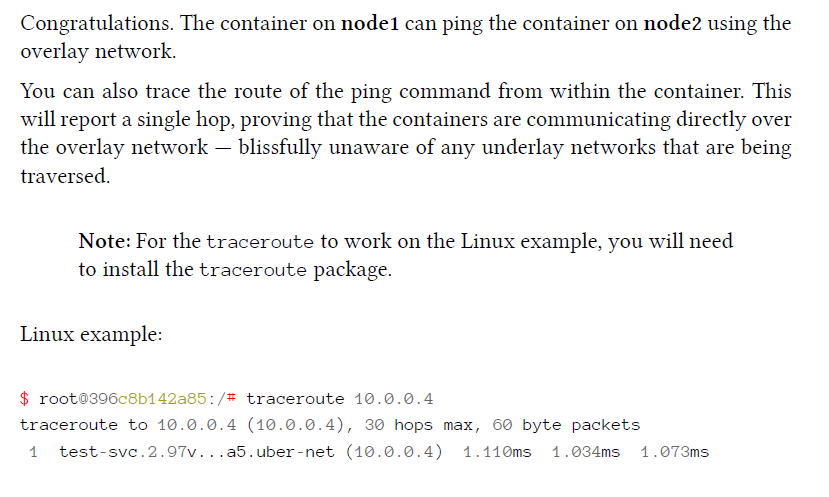 Congratulations. The container on node1 can ping the container on node2 using the
overlay network.
You can also trace the route of the ping command from within the container. This
will report a single hop, proving that the containers are communicating directly over
the overlay network — blissfully unaware of any underlay networks that are being
traversed.
Note: For the traceroute to work on the Linux example, you will need
to install the traceroute package.
Linux example:
$ root@396c8b142a85:/# traceroute 10.0.0.4
traceroute to 10.0.0.4 (10.0.0.4), 30 hops max, 60 byte packets
1 test-svc.2.97v...a5.uber-net (10.0.0.4) 1.110ms 1.034ms 1.073ms